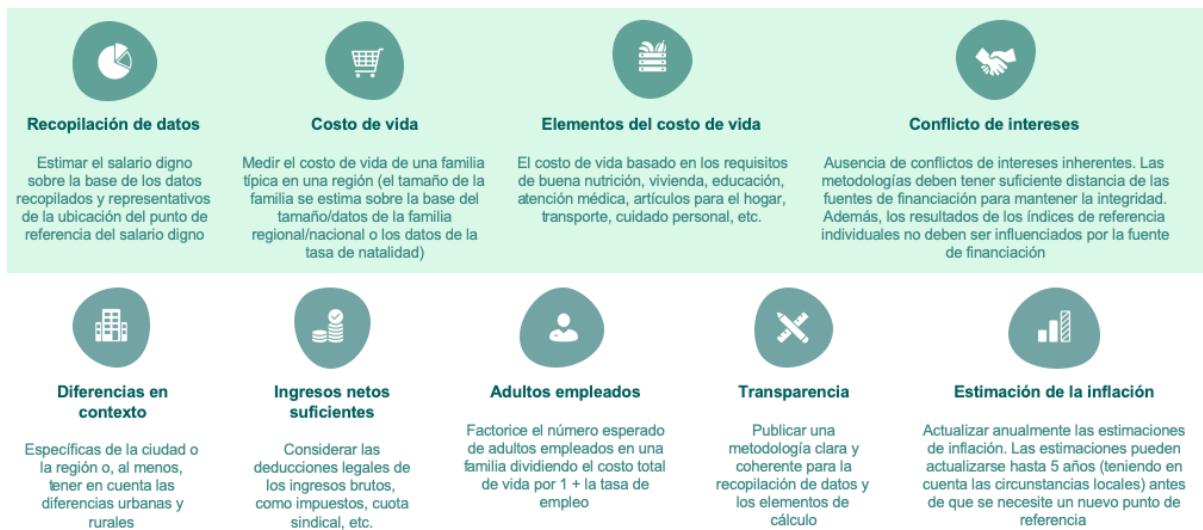 Recopilación de datos
Estimar el salario digno
sobre la base de los datos
recopilados y representativos
de la ubicación del punto de
referencia del salario digno
Costo de vida
Medir el costo de vida de una familia
típica en una región (el tamaño de la
familia se estima sobre la base del
tamaño/datos de la familia
regional/nacional o los datos de la
tasa de natalidad)
Elementos del costo de vida
El costo de vida basado en los requisitos
de buena nutrición, vivienda, educación,
atención médica, artículos para el hogar,
transporte, cuidado personal, etc.
Conflicto de intereses
Ausencia de conflictos de intereses inherentes. Las
metodologías deben tener suficiente distancia de las
fuentes de financiación para mantener la integridad.
Además, los resultados de los índices de referencia
individuales no deben ser influenciados por la fuente
de financiación
Diferencias en
contexto
Específicas de la ciudad o
la región o, al menos,
tener en cuenta las
diferencias urbanas y
rurales
Ingresos netos
suficientes
Considerar las
deducciones legales de
los ingresos brutos,
como impuestos, cuota
sindical, etc.
Adultos empleados
Factorice el número esperado
de adultos empleados en una
familia dividiendo el costo total
de vida por 1 + la tasa de
empleo
Transparencia
Publicar una
metodología clara y
coherente para la
recopilación de datos y
los elementos de
cálculo
Estimación de la inflación
Actualizar anualmente las estimaciones
de inflación. Las estimaciones pueden
actualizarse hasta 5 años (teniendo en
cuenta las circunstancias locales) antes
de que se necesite un nuevo punto de
referencia